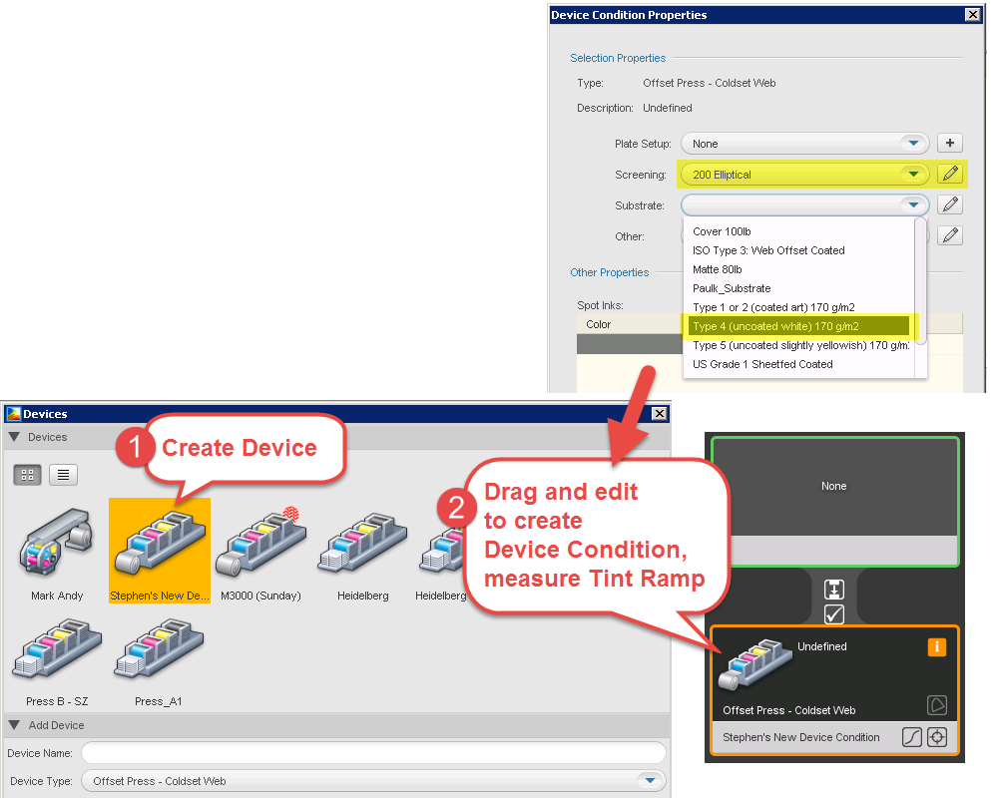 Device Condition Properties
Selection Properties
Type: Offset Press - Coldset Web
Description: Undefined
Plate Setup: None
Screening: 200 Elliptical
Substrate:
Other:
Cover 100lb
ISO Type 3: Web Offset Coated
Matte 80lb
Paulk_Substrate
Type 1 or 2 (coated art) 170 g/m2
Type 4 (uncoated white) 170 g/m2
Type 5 (uncoated slightly yellowish) 170 g/m
US Grade 1 Sheetfed Coated
Other Properties
Spot Inks:
Color
Devices
Devices
1 Create Device
Mark Andy
Stephen's New De...
M3000 (Sunday)
Heidelberg
Heidelberg
Press B - SZ
Press_A1
Add Device
Device Name:
Device Type: Offset Press - Coldset Web
2 Drag and edit
to create
Device Condition,
measure Tint Ramp
None
Undefined
i
Offset Press - Coldset Web
Stephen's New Device Condition